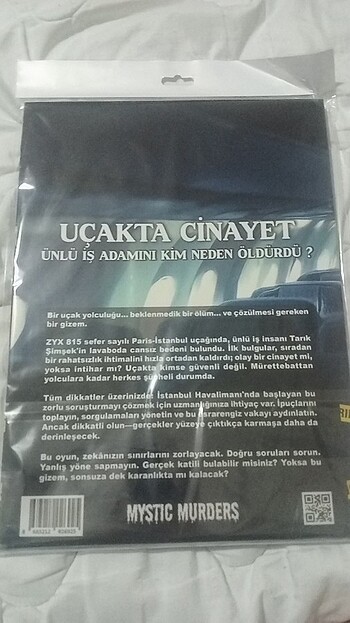 UÇAKTA CİNAYET
ÜNLÜ İŞ ADAMINI KİM NEDEN ÖLDÜRDÜ ?
Bir uçak yolculuğu... beklenmedik bir ölüm... ve çözülmesi gereken
bir gizem.
ZYX 815 sefer sayılı Paris-İstanbul uçağında, ünlü iş insanı Tarık
Şimşek'in lavaboda cansız bedeni bulundu. İlk bulgular, sıradan
bir rahatsızlık ihtimalini hızla ortadan kaldırdı; olay bir cinayet mi,
yoksa intihar mı? Uçakta kimse güvenli değil. Mürettebattan
yolculara kadar herkes şüpheli durumda.
Tüm dikkatler üzerinizde! İstanbul Havalimanı'nda başlayan bu
zorlu soruşturmayı çözmek için uzmanlığınıza ihtiyaç var. İpuçlarını
toplayın, sorgulamaları yönetin ve bu esrarengiz vakayı aydınlatın.
Ancak dikkatli olun—gerçekler yüzeye çıktıkça karmaşa daha da
derinleşecek.
Bu oyun, zekânızın sınırlarını zorlayacak. Doğru soruları sorun.
Yanlış yöne sapmayın. Gerçek katili bulabilir misiniz? Yoksa bu
gizem, sonsuza dek karanlıkta mı kalacak?
MYSTIC MURDERS